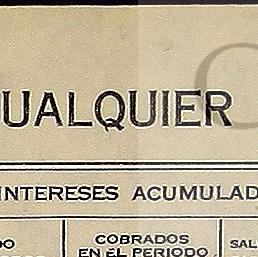 UALQUIER
INTERESES ACUMULAD
DO COBRADOS SAL
EN EL PERIODO